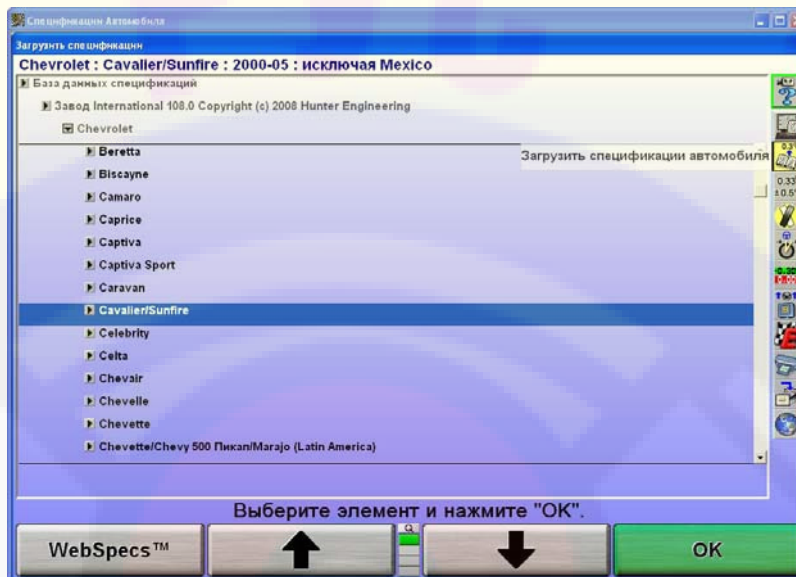 Спецификации Автомобиля
Загрузить спецификации
Chevrolet : Cavalier/Sunfire : 2000-05 : исключая Mexico
База данных спецификаций
Завод International 108.0 Copyright (c) 2008 Hunter Engineering
Chevrolet
Beretta
Загрузить спецификации автомобиля
Biscayne
Camaro
Caprice
Captiva
Captiva Sport
Caravan
Cavalier/Sunfire
Celebrity
Celta
Chevair
Chevelle
Chevette
Chevette/Chevy 500 Пикап/Marajo (Latin America)
Выберите элемент и нажмите "OK".
WebSpecs™
OK